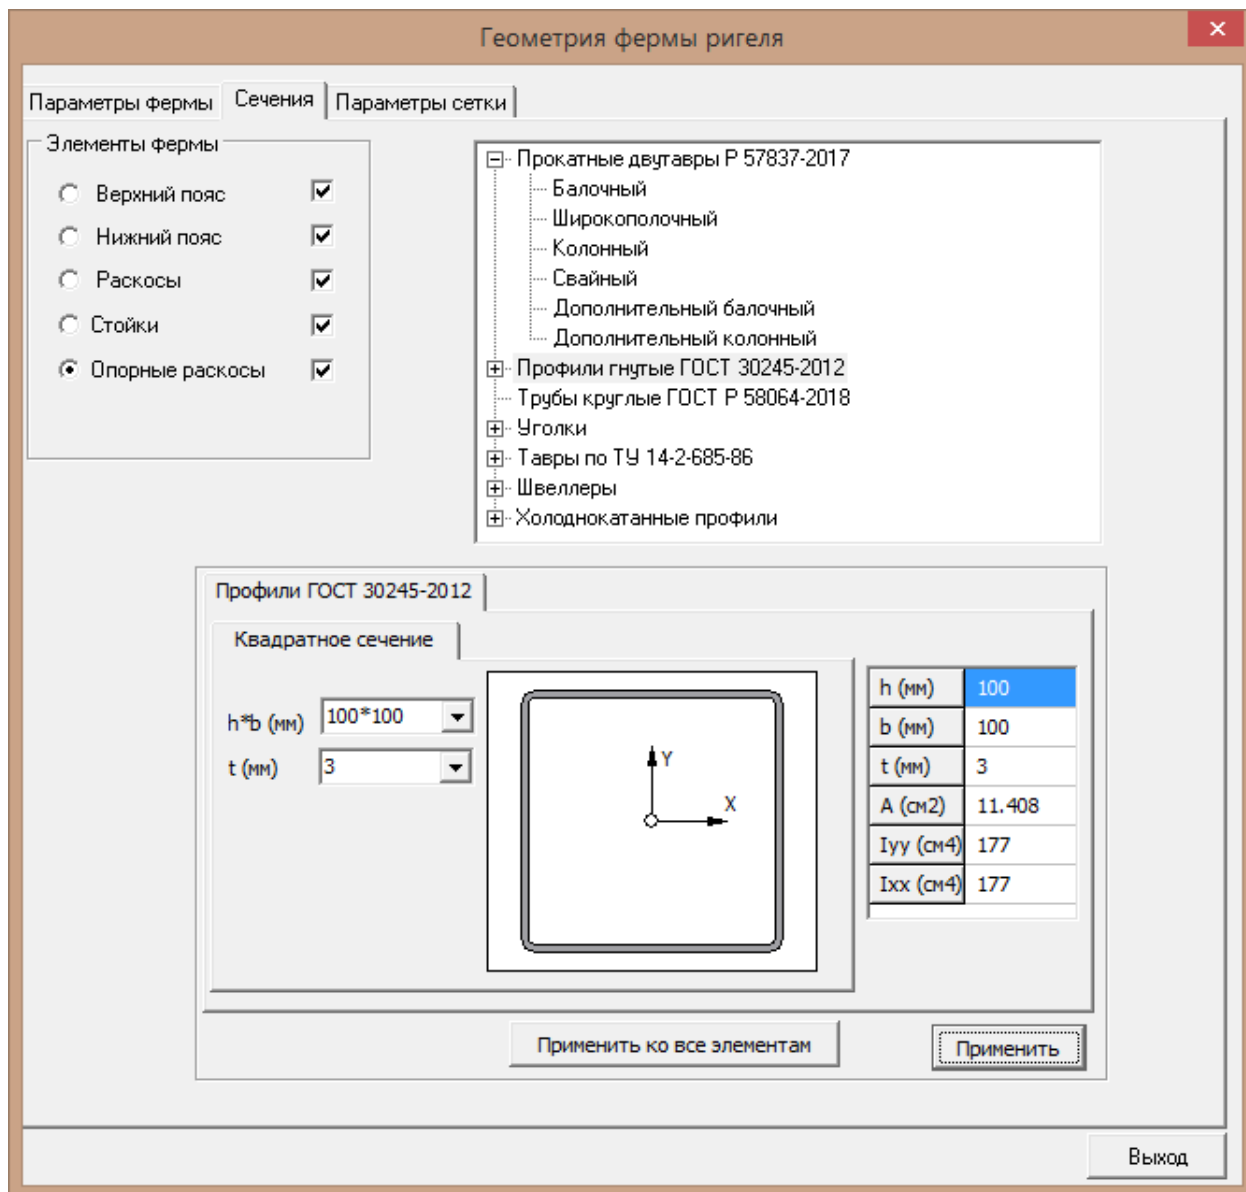 Геометрия фермы ригеля
Параметры фермы Сечения Параметры сетки
Элементы фермы
Верхний пояс
Нижний пояс
Раскосы
Стойки
Опорные раскосы
Прокатные двутавры Р 57837-2017
Балочный
Широкополочный
Колонный
Свайный
Дополнительный балочный
Дополнительный колонный
Профили гнутые ГОСТ 30245-2012
Трубы круглые ГОСТ Р 58064-2018
Уголки
Тавры по ТУ 14-2-685-86
Швеллеры
Холоднокатанные профили
Профили ГОСТ 30245-2012
Квадратное сечение
h*b (мм) 100*100
t (мм) 3
Y
X
h (мм) 100
b (мм) 100
t (мм) 3
A (см2) 11.408
Iyy (см4) 177
Ixx (см4) 177
Применить ко все элементам
Применить
Выход